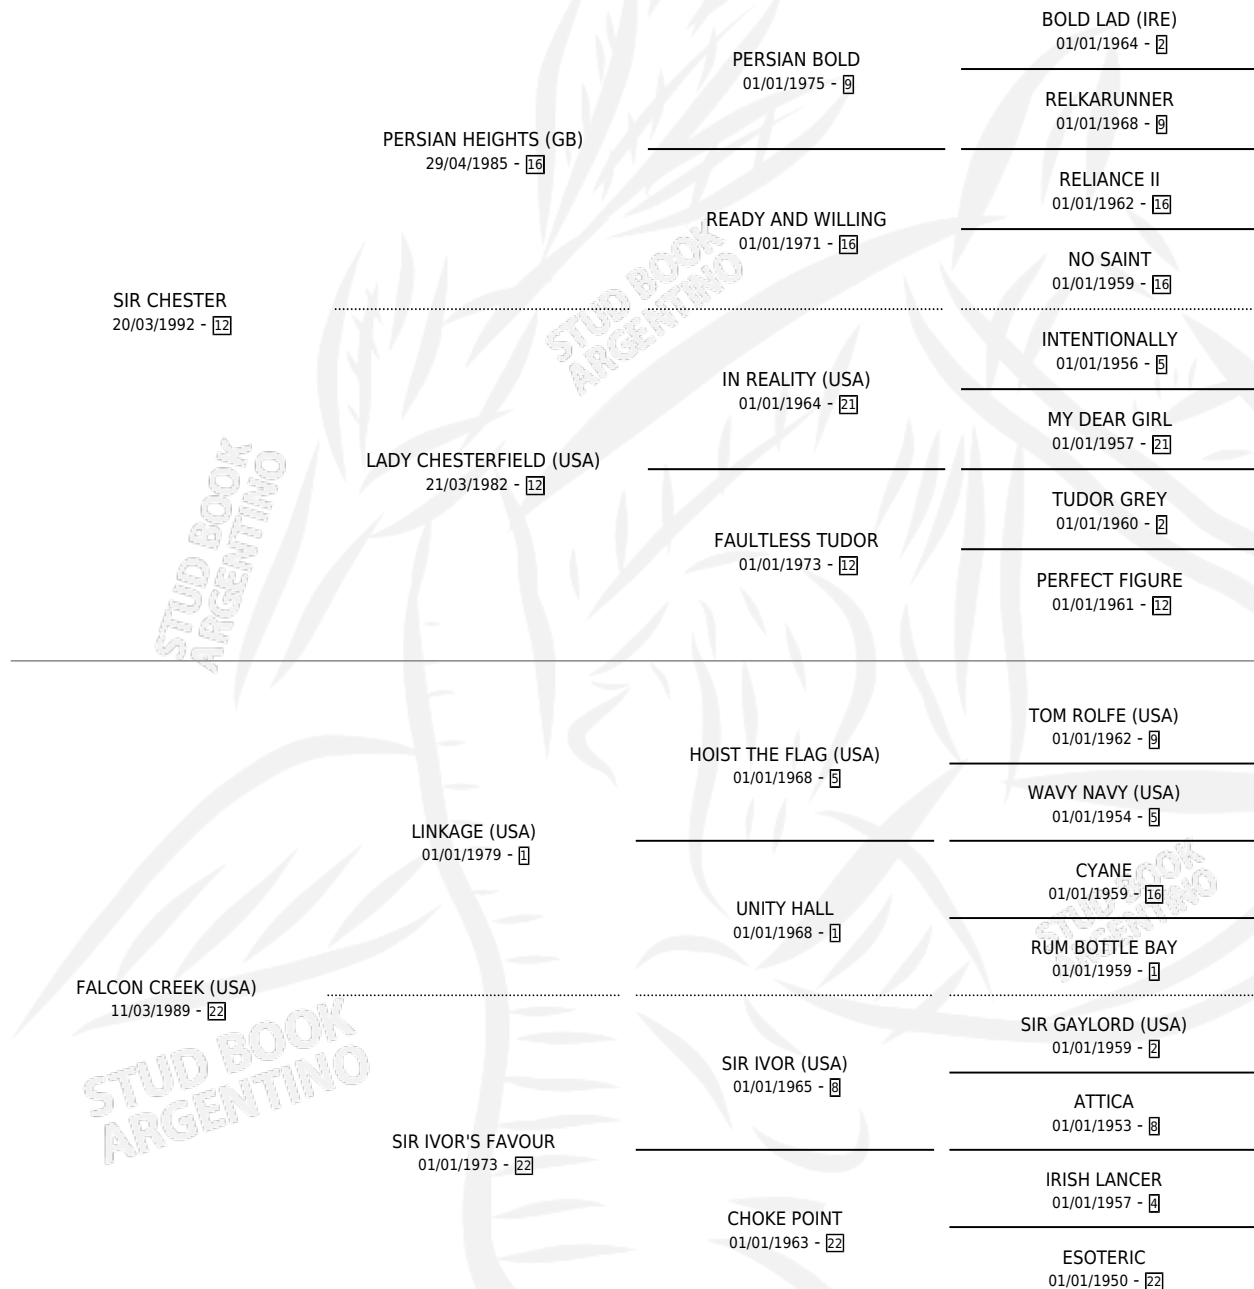 BOLD LAD (IRE)
01/01/1964 - 2
PERSIAN BOLD
01/01/1975 - 9
RELKARUNNER
01/01/1968 - 9
PERSIAN HEIGHTS (GB)
29/04/1985 - 16
RELIANCE II
01/01/1962 - 16
READY AND WILLING
01/01/1971 - 16
NO SAINT
01/01/1959 - 16
SIR CHESTER
20/03/1992 - 12
INTENTIONALLY
01/01/1956 - 5
IN REALITY (USA)
01/01/1964 - 21
MY DEAR GIRL
01/01/1957 - 21
LADY CHESTERFIELD (USA)
21/03/1982 - 12
TUDOR GREY
01/01/1960 - 2
FAULTLESS TUDOR
01/01/1973 - 12
PERFECT FIGURE
01/01/1961 - 12
TOM ROLFE (USA)
01/01/1962 - 9
HOIST THE FLAG (USA)
01/01/1968 - 5
WAVY NAVY (USA)
01/01/1954 - 5
LINKAGE (USA)
01/01/1979 - 1
CYANE
01/01/1959 - 16
UNITY HALL
01/01/1968 - 1
RUM BOTTLE BAY
01/01/1959 - 1
FALCON CREEK (USA)
11/03/1989 - 22
SIR GAYLORD (USA)
01/01/1959 - 2
SIR IVOR (USA)
01/01/1965 - 8
ATTICA
01/01/1953 - 8
SIR IVOR'S FAVOUR
01/01/1973 - 22
IRISH LANCER
01/01/1957 - 4
CHOKE POINT
01/01/1963 - 22
ESOTERIC
01/01/1950 - 22
STUD BOOK
ARGENTINO
STUD BOOK
ARGENTINO
STUD BOOK
ARGENTINO
STUD BOOK
ARGENTINO